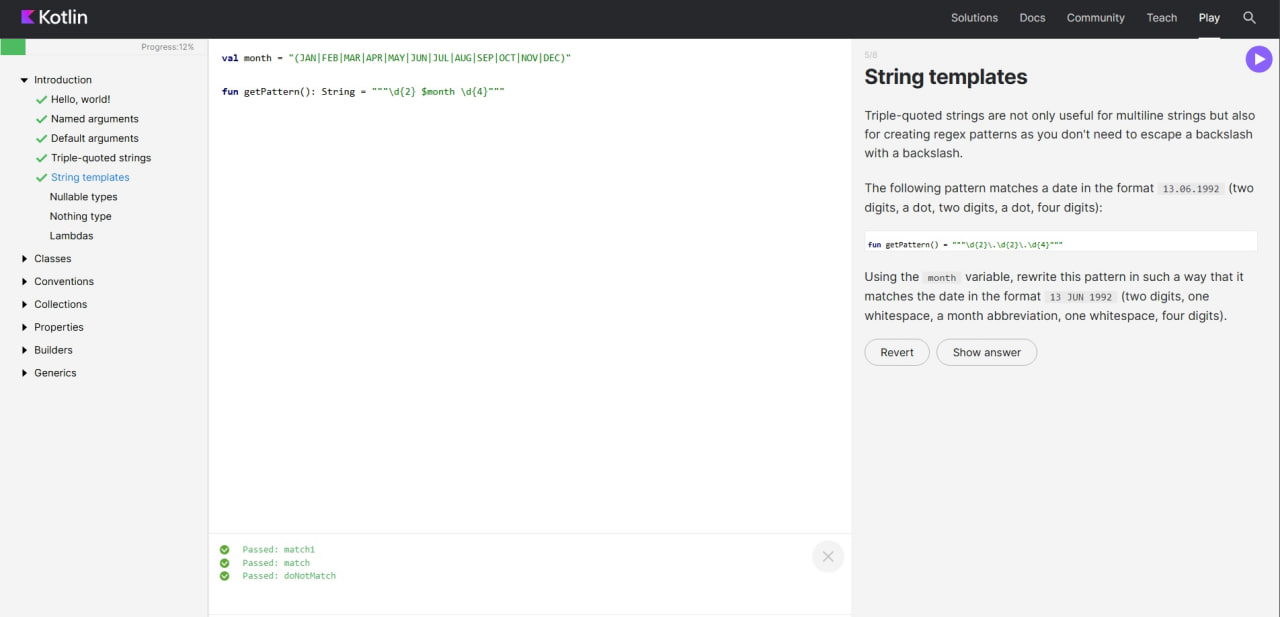 Kotlin
Solutions Docs Community Teach Play
Progress:12%
Introduction
Hello, world!
Named arguments
Default arguments
Triple-quoted strings
String templates
Nullable types
Nothing type
Lambdas
Classes
Conventions
Collections
Properties
Builders
Generics
val month = "(JAN|FEB|MAR|APR|MAY|JUN|JUL|AUG|SEP|OCT|NOV|DEC)"
fun getPattern(): String = """\d{2} $month \d{4}"""
Passed: match1
Passed: match
Passed: doNotMatch
5/8
String templates
Triple-quoted strings are not only useful for multiline strings but also
for creating regex patterns as you don't need to escape a backslash
with a backslash.
The following pattern matches a date in the format 13.06.1992 (two
digits, a dot, two digits, a dot, four digits):
fun getPattern() = """\d{2}\.\d{2}\.\d{4}"""
Using the month variable, rewrite this pattern in such a way that it
matches the date in the format 13 JUN 1992 (two digits, one
whitespace, a month abbreviation, one whitespace, four digits).
Revert Show answer